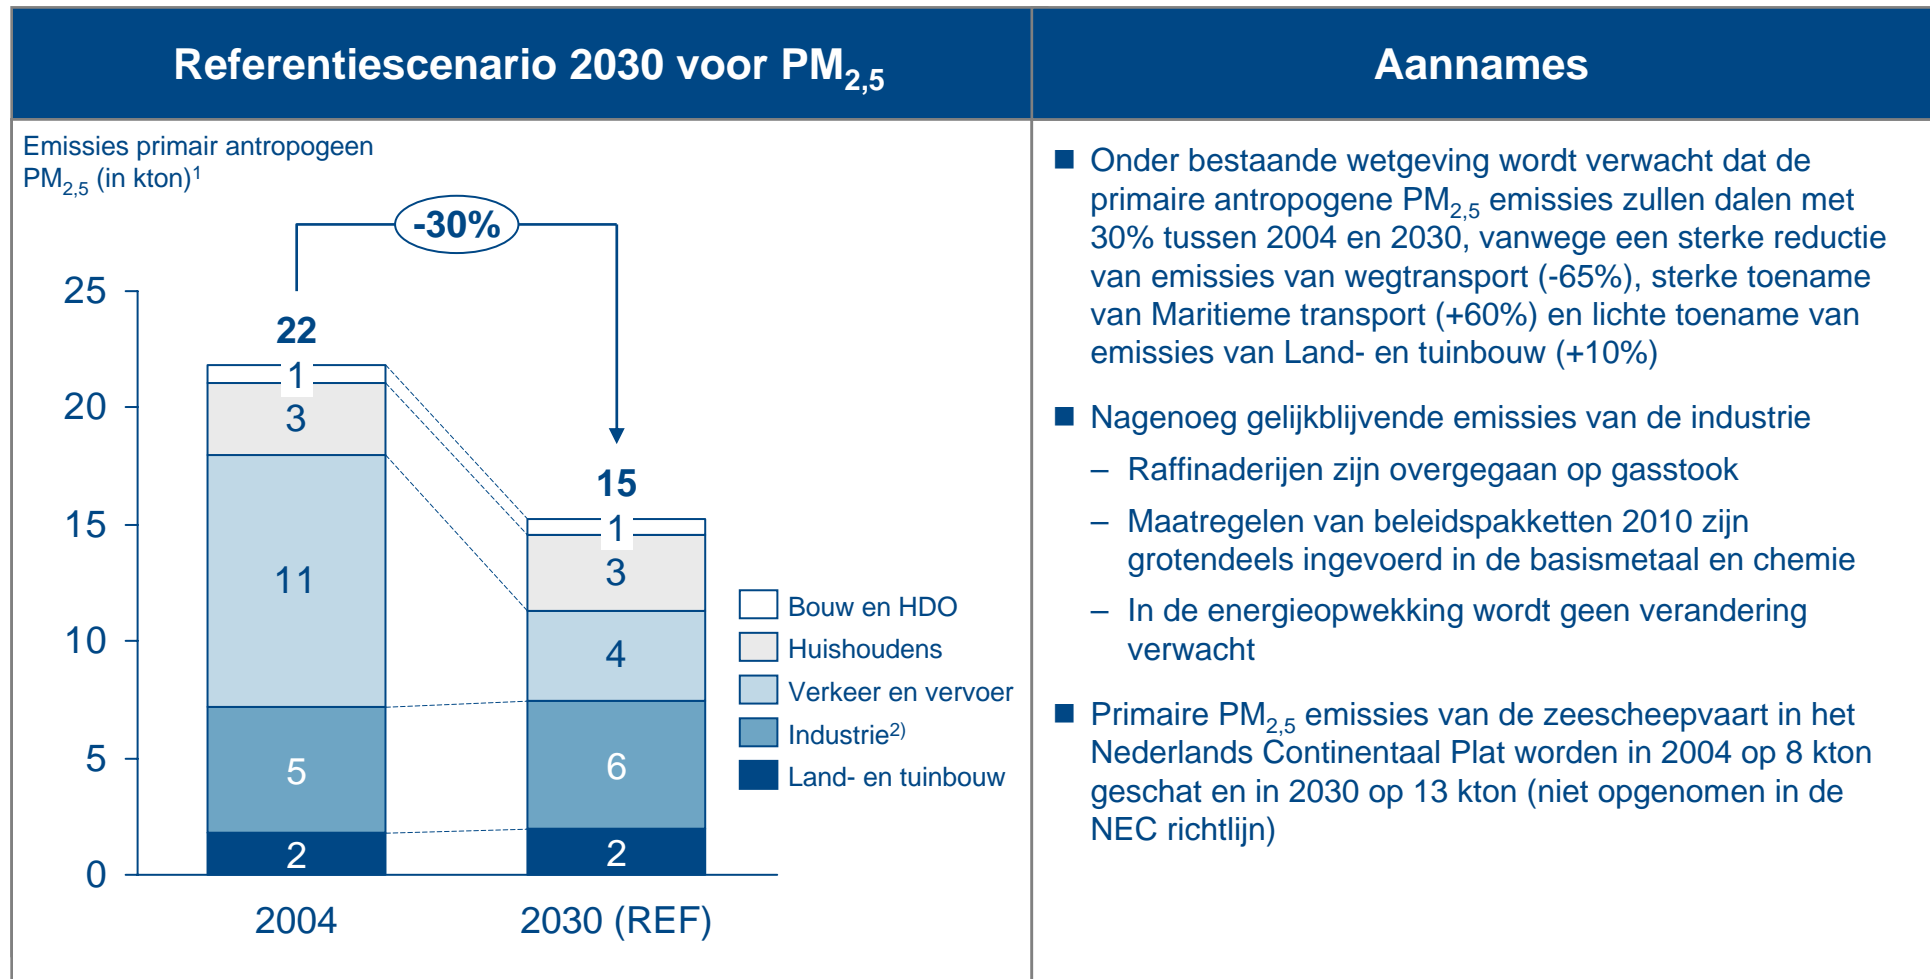 Referentiescenario 2030 voor PM2,5
Aannames
Emissies primair antropogeen
PM2,5 (in kton)1
-30%
25
20
15
10
5
0
22
1
3
11
5
2
15
1
3
4
6
2
2004
2030 (REF)
Bouw en HDO
Huishoudens
Verkeer en vervoer
Industrie2)
Land- en tuinbouw
■ Onder bestaande wetgeving wordt verwacht dat de
primaire antropogene PM2,5 emissies zullen dalen met
30% tussen 2004 en 2030, vanwege een sterke reductie
van emissies van wegtransport (-65%), sterke toename
van Maritieme transport (+60%) en lichte toename van
emissies van Land- en tuinbouw (+10%)
■ Nagenoeg gelijkblijvende emissies van de industrie
– Raffinaderijen zijn overgegaan op gasstook
– Maatregelen van beleidspakketten 2010 zijn
grotendeels ingevoerd in de basismetaal en chemie
– In de energieopwekking wordt geen verandering
verwacht
■ Primaire PM2,5 emissies van de zeescheepvaart in het
Nederlands Continentaal Plat worden in 2004 op 8 kton
geschat en in 2030 op 13 kton (niet opgenomen in de
NEC richtlijn)